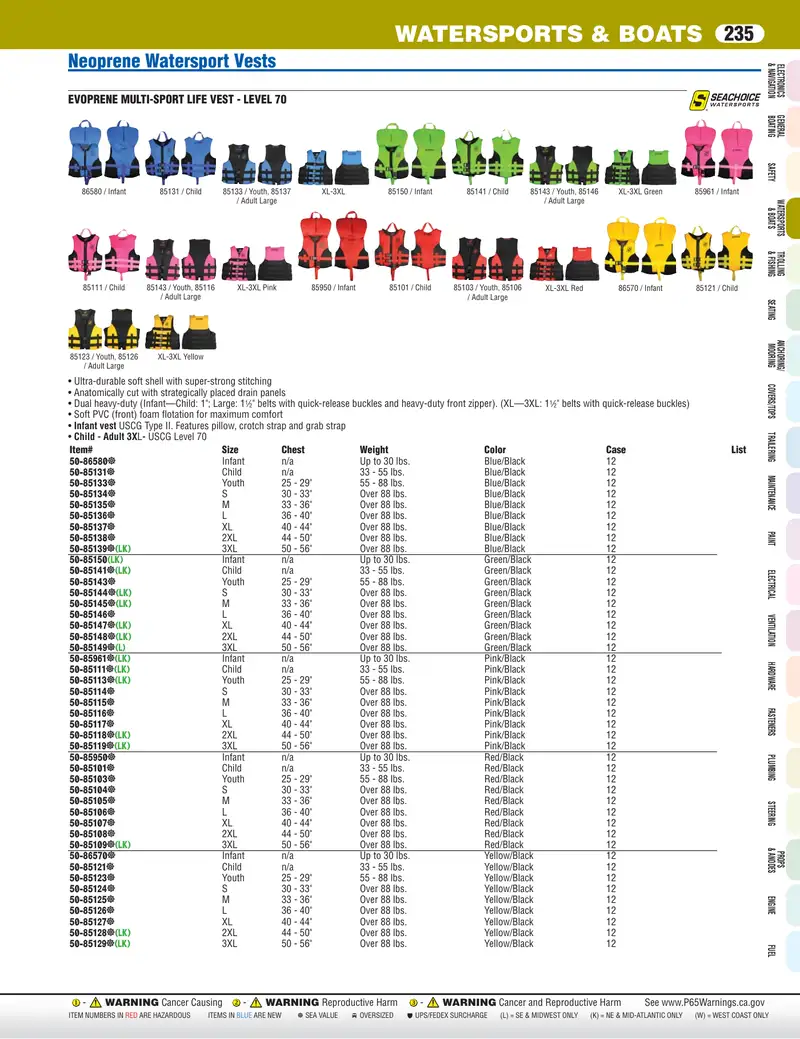 WATERSPORTS & BOATS 235
Neoprene Watersport Vests
EVOPRENE MULTI-SPORT LIFE VEST - LEVEL 70
S SEACHOICE
WATERSPORTS
86580 / Infant
85131 / Child
85133 / Youth, 85137
/ Adult Large
XL-3XL
85150 / Infant
85141 / Child
85143 / Youth, 85146
/ Adult Large
XL-3XL Green
85961 / Infant
85111 / Child
85143 / Youth, 85116
/ Adult Large
XL-3XL Pink
85950 / Infant
85101 / Child
85103 / Youth, 85106
/ Adult Large
XL-3XL Red
86570 / Infant
85121 / Child
85123 / Youth, 85126
/ Adult Large
XL-3XL Yellow
• Ultra-durable soft shell with super-strong stitching
• Anatomically cut with strategically placed drain panels
• Dual heavy-duty (Infant—Child: 1"; Large: 1½" belts with quick-release buckles and heavy-duty front zipper). (XL—3XL: 1½" belts with quick-release buckles)
• Soft PVC (front) foam flotation for maximum comfort
• Infant vest USCG Type II. Features pillow, crotch strap and grab strap
• Child - Adult 3XL- USCG Level 70
Item# Size Chest Weight Color Case List
50-86580☸ Infant n/a Up to 30 lbs. Blue/Black 12
50-85131☸ Child n/a 33 - 55 lbs. Blue/Black 12
50-85133☸ Youth 25 - 29" 55 - 88 lbs. Blue/Black 12
50-85134☸ S 30 - 33" Over 88 lbs. Blue/Black 12
50-85135☸ M 33 - 36" Over 88 lbs. Blue/Black 12
50-85136☸ L 36 - 40" Over 88 lbs. Blue/Black 12
50-85137☸ XL 40 - 44" Over 88 lbs. Blue/Black 12
50-85138☸ 2XL 44 - 50" Over 88 lbs. Blue/Black 12
50-85139☸(LK) 3XL 50 - 56" Over 88 lbs. Blue/Black 12
50-85150(LK) Infant n/a Up to 30 lbs. Green/Black 12
50-85141☸(LK) Child n/a 33 - 55 lbs. Green/Black 12
50-85143☸ Youth 25 - 29" 55 - 88 lbs. Green/Black 12
50-85144☸(LK) S 30 - 33" Over 88 lbs. Green/Black 12
50-85145☸(LK) M 33 - 36" Over 88 lbs. Green/Black 12
50-85146☸ L 36 - 40" Over 88 lbs. Green/Black 12
50-85147☸(LK) XL 40 - 44" Over 88 lbs. Green/Black 12
50-85148☸(LK) 2XL 44 - 50" Over 88 lbs. Green/Black 12
50-85149☸(L) 3XL 50 - 56" Over 88 lbs. Green/Black 12
50-85961☸(LK) Infant n/a Up to 30 lbs. Pink/Black 12
50-85111☸(LK) Child n/a 33 - 55 lbs. Pink/Black 12
50-85113☸(LK) Youth 25 - 29" 55 - 88 lbs. Pink/Black 12
50-85114☸ S 30 - 33" Over 88 lbs. Pink/Black 12
50-85115☸ M 33 - 36" Over 88 lbs. Pink/Black 12
50-85116☸ L 36 - 40" Over 88 lbs. Pink/Black 12
50-85117☸ XL 40 - 44" Over 88 lbs. Pink/Black 12
50-85118☸(LK) 2XL 44 - 50" Over 88 lbs. Pink/Black 12
50-85119☸(LK) 3XL 50 - 56" Over 88 lbs. Pink/Black 12
50-85950☸ Infant n/a Up to 30 lbs. Red/Black 12
50-85101☸ Child n/a 33 - 55 lbs. Red/Black 12
50-85103☸ Youth 25 - 29" 55 - 88 lbs. Red/Black 12
50-85104☸ S 30 - 33" Over 88 lbs. Red/Black 12
50-85105☸ M 33 - 36" Over 88 lbs. Red/Black 12
50-85106☸ L 36 - 40" Over 88 lbs. Red/Black 12
50-85107☸ XL 40 - 44" Over 88 lbs. Red/Black 12
50-85108☸ 2XL 44 - 50" Over 88 lbs. Red/Black 12
50-85109☸(LK) 3XL 50 - 56" Over 88 lbs. Red/Black 12
50-86570☸ Infant n/a Up to 30 lbs. Yellow/Black 12
50-85121☸ Child n/a 33 - 55 lbs. Yellow/Black 12
50-85123☸ Youth 25 - 29" 55 - 88 lbs. Yellow/Black 12
50-85124☸ S 30 - 33" Over 88 lbs. Yellow/Black 12
50-85125☸ M 33 - 36" Over 88 lbs. Yellow/Black 12
50-85126☸ L 36 - 40" Over 88 lbs. Yellow/Black 12
50-85127☸ XL 40 - 44" Over 88 lbs. Yellow/Black 12
50-85128☸(LK) 2XL 44 - 50" Over 88 lbs. Yellow/Black 12
50-85129☸(LK) 3XL 50 - 56" Over 88 lbs. Yellow/Black 12
ELECTRONICS
& NAVIGATION
GENERAL
BOATING
SAFETY
WATERSPORTS
& BOATS
TROLLING
& FISHING
SEATING
ANCHORING/
MOORING
COVERS/TOPS
TRAILERING
MAINTENANCE
PAINT
ELECTRICAL
VENTILATION
HARDWARE
FASTENERS
PLUMBING
STEERING
PROPS
& ANODES
ENGINE
FUEL
1 - ⚠ WARNING Cancer Causing 2 - ⚠ WARNING Reproductive Harm 3 - ⚠ WARNING Cancer and Reproductive Harm See www.P65Warnings.ca.gov
ITEM NUMBERS IN RED ARE HAZARDOUS ITEMS IN BLUE ARE NEW ☸ SEA VALUE OVERSIZED UPS/FEDEX SURCHARGE (L) = SE & MIDWEST ONLY (K) = NE & MID-ATLANTIC ONLY (W) = WEST COAST ONLY